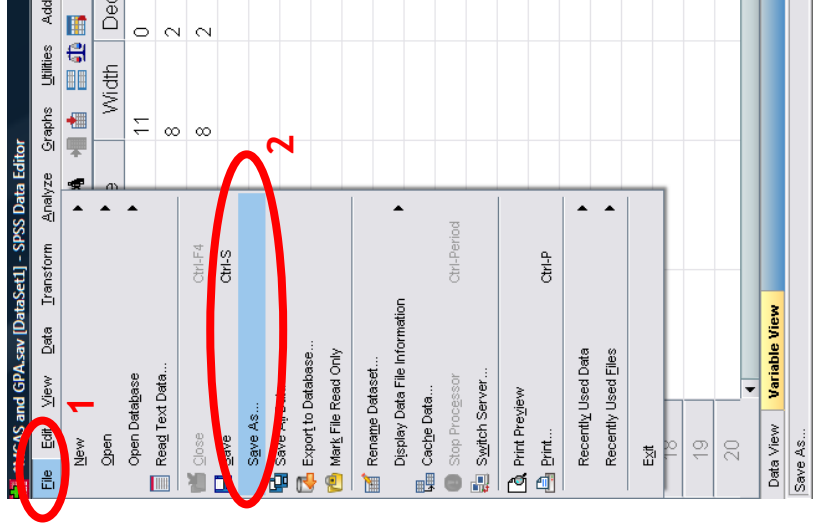 and GPA.sav [DataSet1] - SPSS Data Editor
File Edit View Data Transform Analyze Graphs Utilities Add
1
Width Dec
11 0
8 2
8 2
New
Open
Open Database
Read Text Data...
Close Ctrl-F4
Save Ctrl-S
Save As...
2
Save All Data
Export to Database...
Mark File Read Only
Rename Dataset...
Display Data File Information
Cache Data...
Stop Processor Ctrl-Period
Switch Server...
Print Preview
Print... Ctrl-P
Recently Used Data
Recently Used Files
Exit
18
19
20
Data View Variable View
Save As...